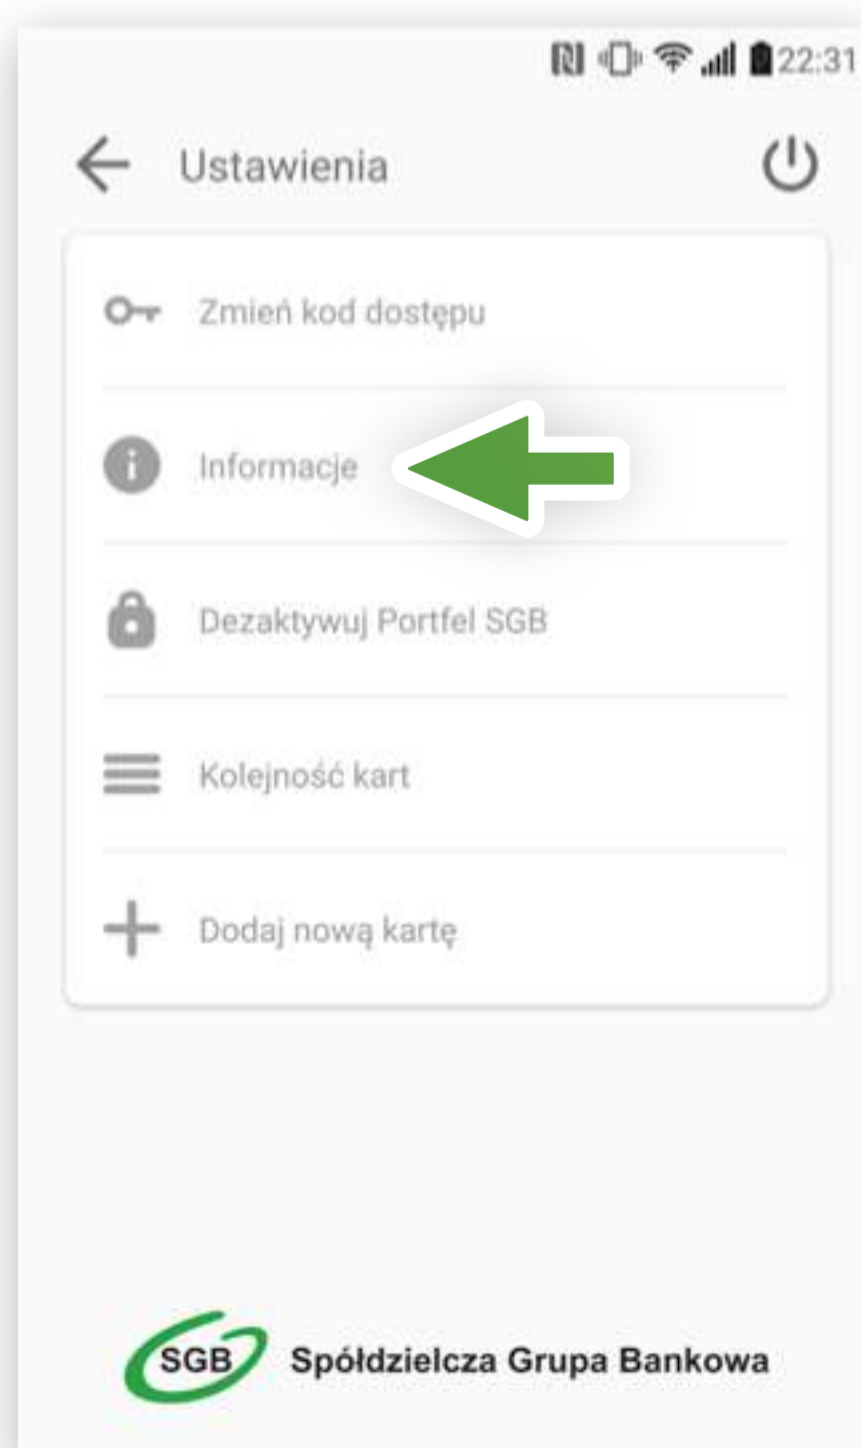 22:31
Ustawienia
Zmień kod dostępu
Informacje
Dezaktywuj Portfel SGB
Kolejność kart
Dodaj nową kartę
SGB Spółdzielcza Grupa Bankowa